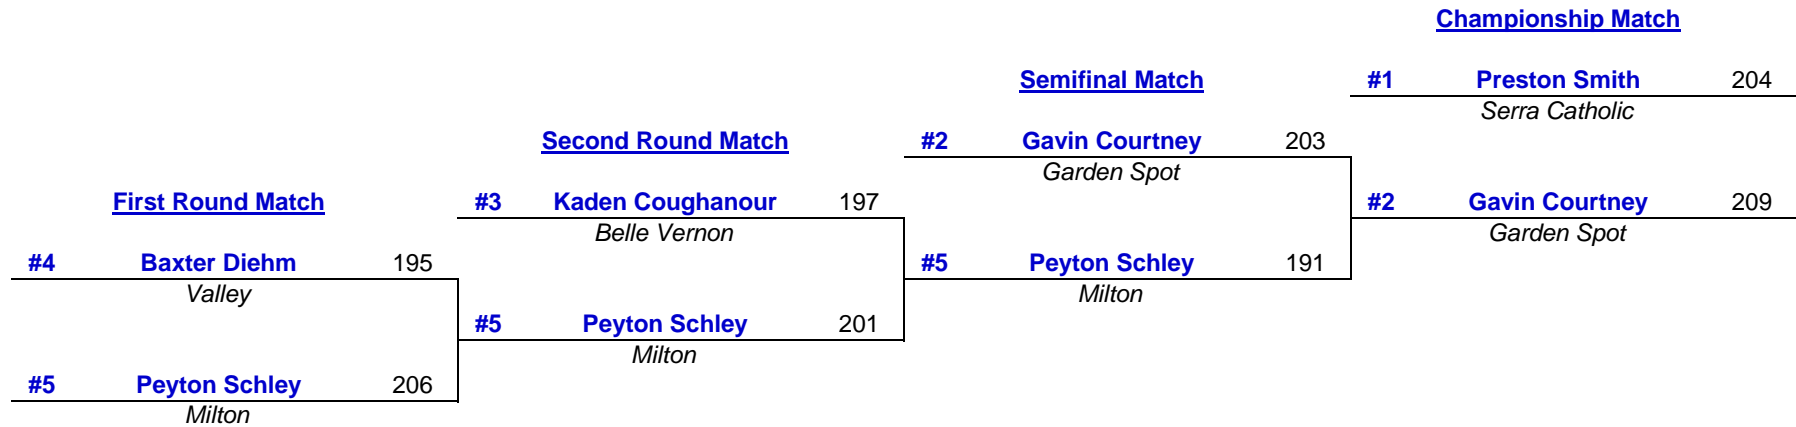 Championship Match
Semifinal Match
#1 Preston Smith 204
Serra Catholic
Second Round Match
#2 Gavin Courtney 203
Garden Spot
First Round Match
#3 Kaden Coughanour 197
Belle Vernon
#2 Gavin Courtney 209
Garden Spot
#4 Baxter Diehm 195
Valley
#5 Peyton Schley 191
Milton
#5 Peyton Schley 201
Milton
#5 Peyton Schley 206
Milton